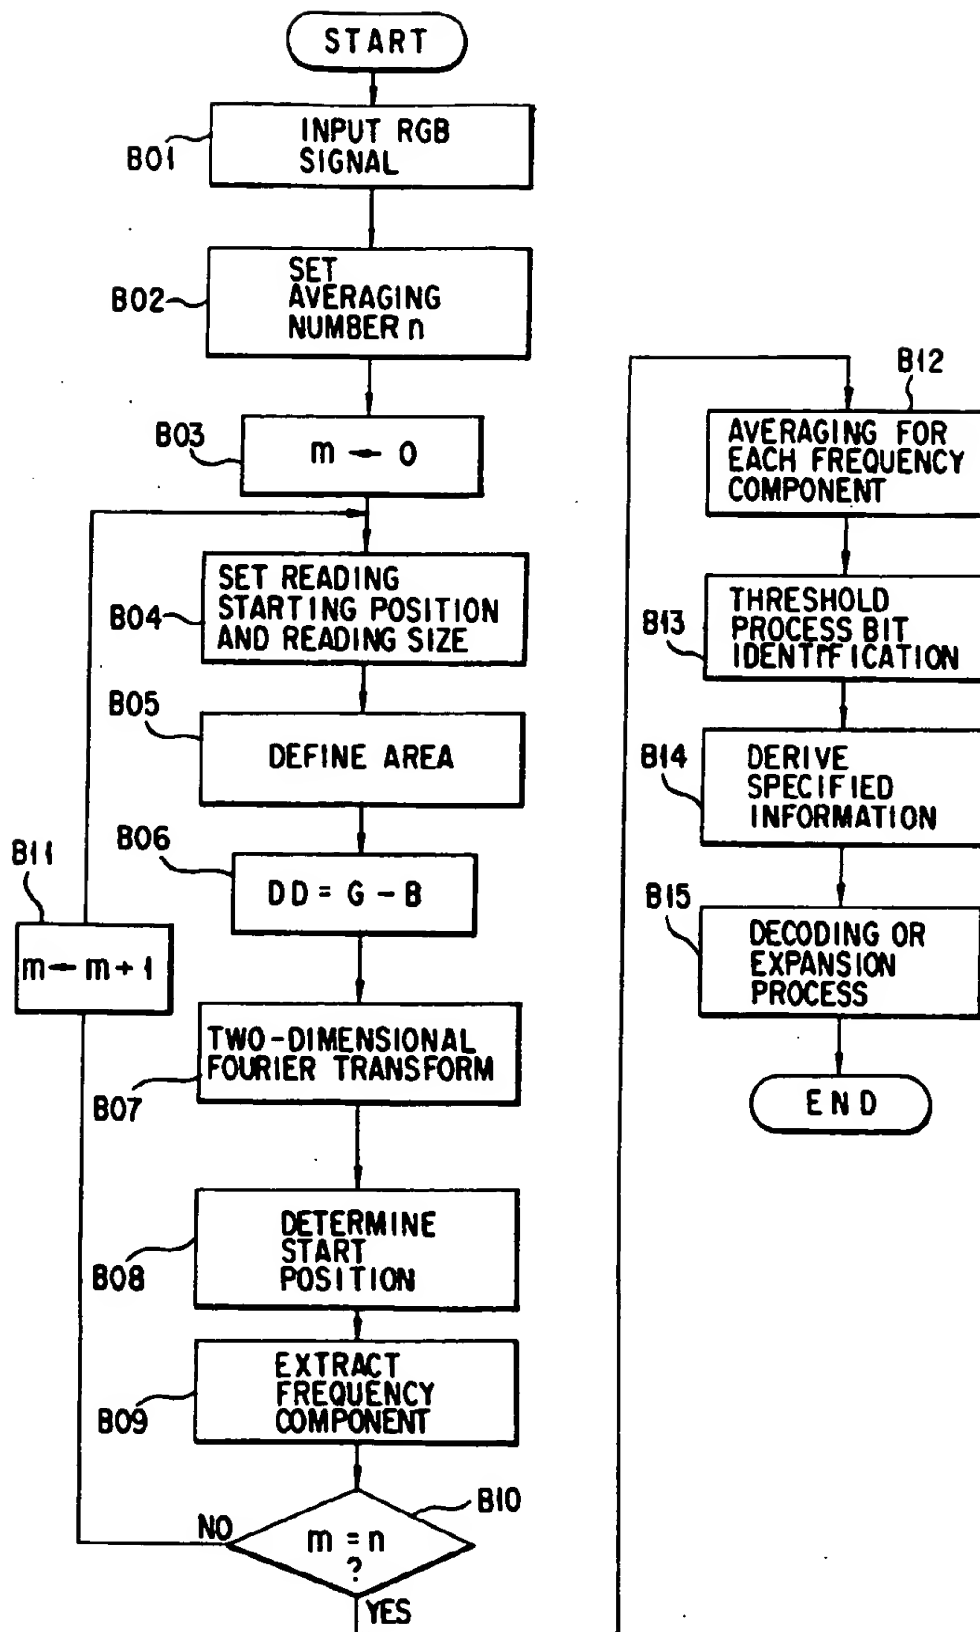 START
B01
INPUT RGB
SIGNAL
B02
SET
AVERAGING
NUMBER n
B03
m ← 0
B04
SET READING
STARTING POSITION
AND READING SIZE
B05
DEFINE AREA
B06
DD = G - B
B11
m ← m + 1
B07
TWO-DIMENSIONAL
FOURIER TRANSFORM
B08
DETERMINE
START
POSITION
B09
EXTRACT
FREQUENCY
COMPONENT
B10
m = n
?
NO
YES
B12
AVERAGING FOR
EACH FREQUENCY
COMPONENT
B13
THRESHOLD
PROCESS BIT
IDENTIFICATION
B14
DERIVE
SPECIFIED
INFORMATION
B15
DECODING OR
EXPANSION
PROCESS
END